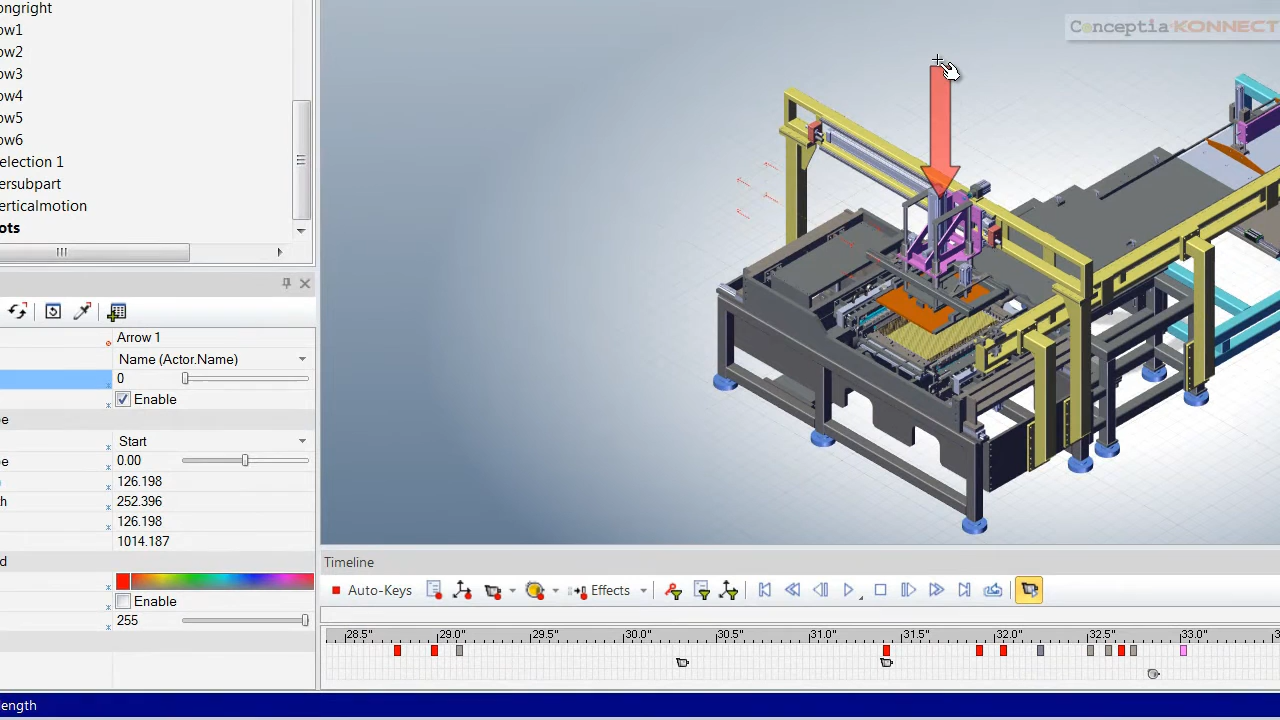 ongright
ow1
ow2
ow3
ow4
ow5
ow6
election 1
ersubpart
erticalmotion
ots
Conceptia KONNECT
Arrow 1
Name (Actor.Name)
0
Enable
e
Start
e
0.00
126.198
th
252.396
126.198
1014.187
d
Enable
255
Timeline
Auto-Keys
Effects
28.5" 29.0" 29.5" 30.0" 30.5" 31.0" 31.5" 32.0" 32.5" 33.0"
ength